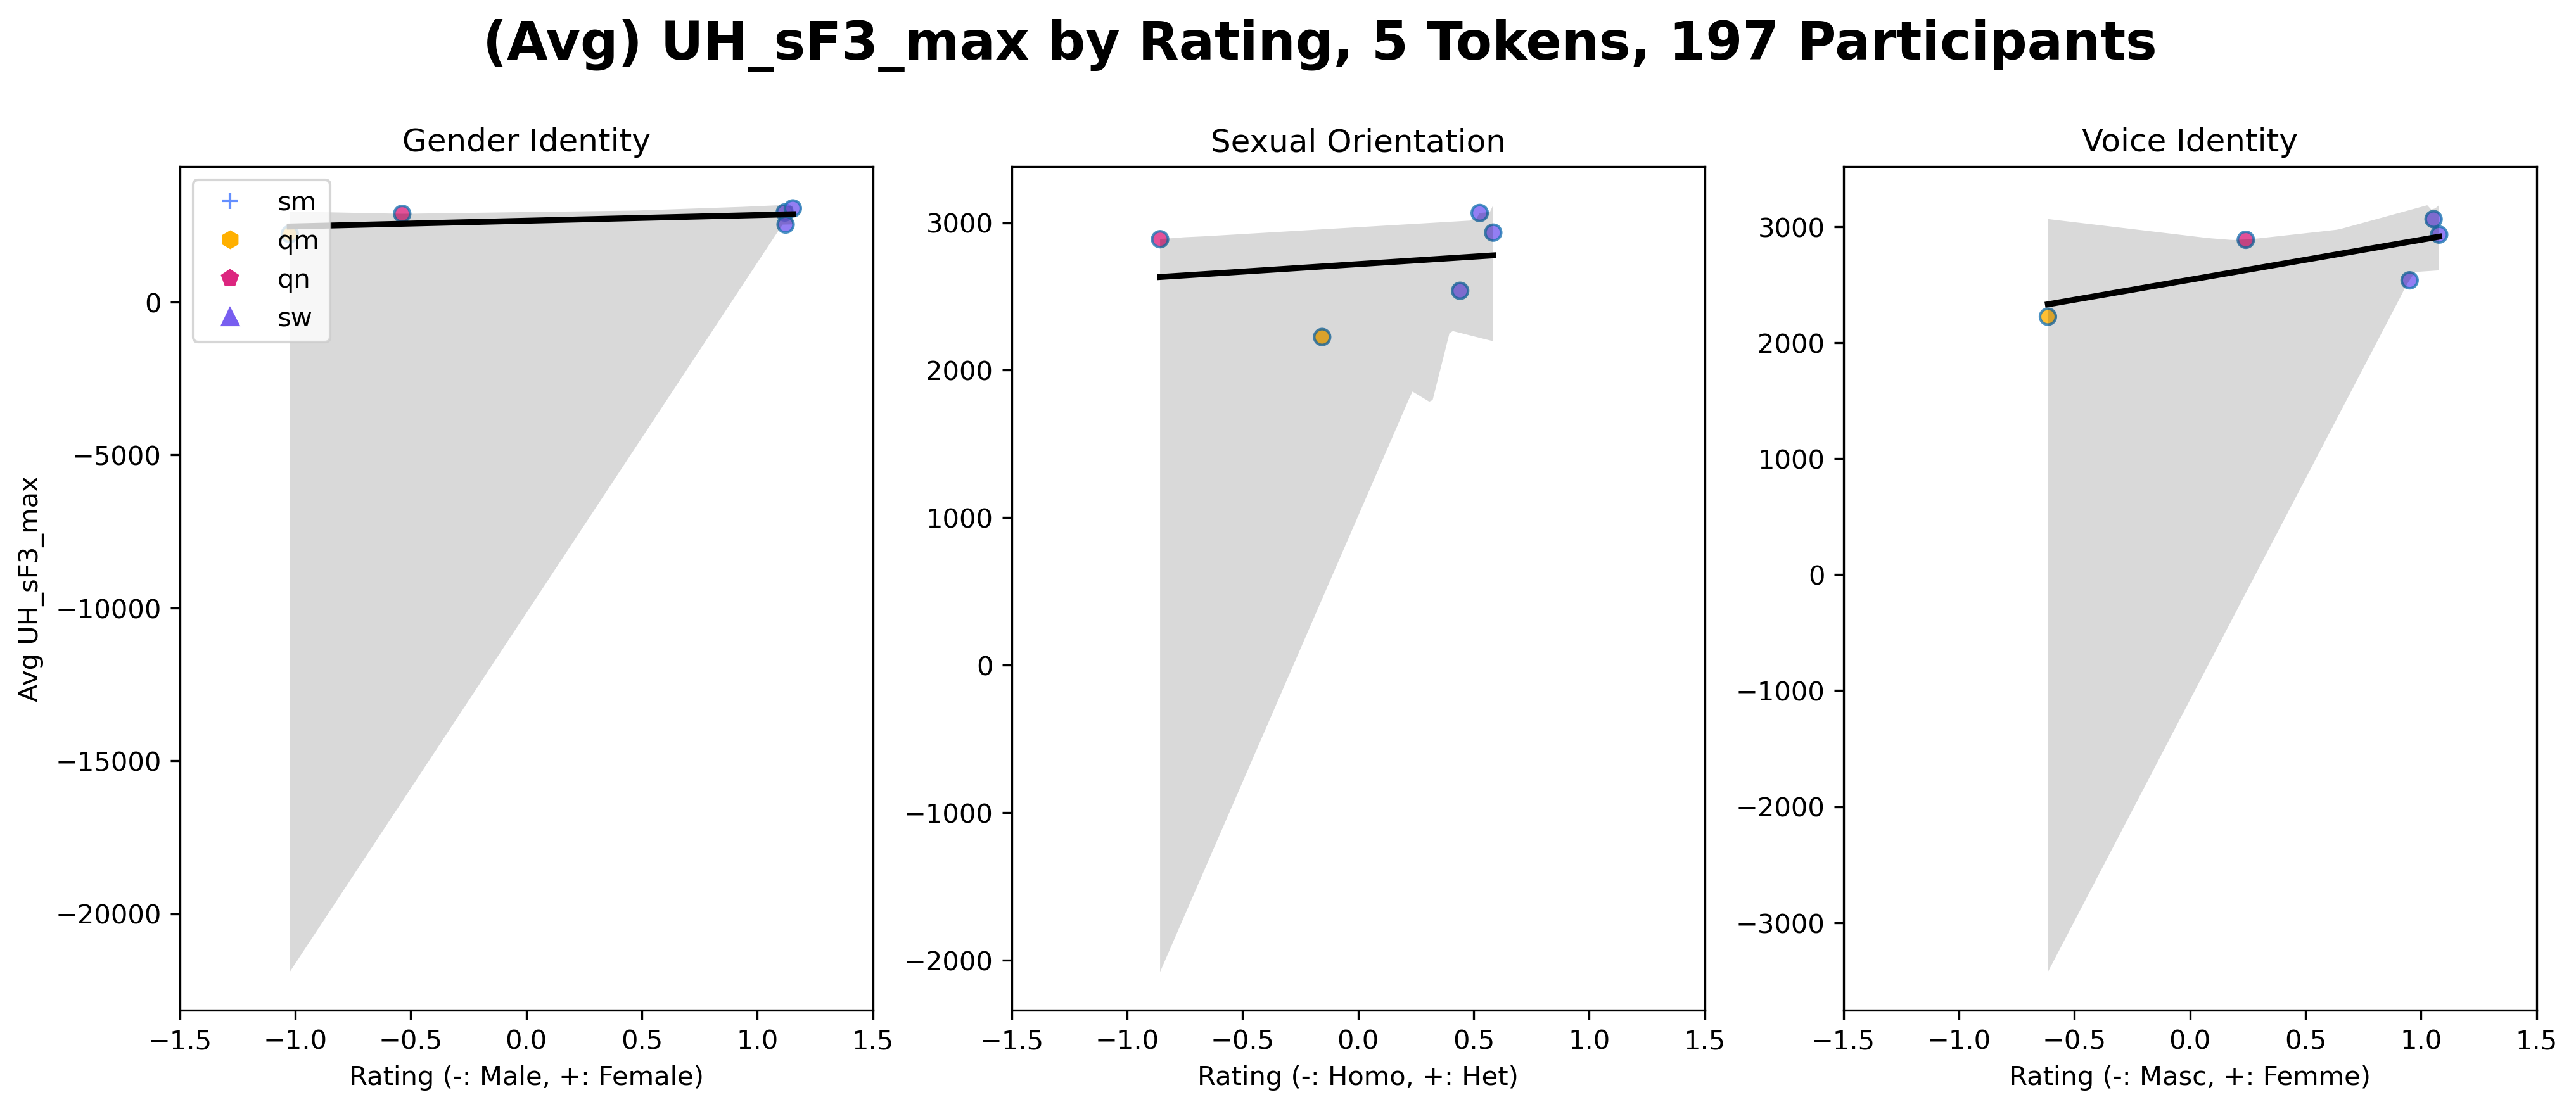 (Avg) UH_sF3_max by Rating, 5 Tokens, 197 Participants
Gender Identity
Sexual Orientation
Voice Identity
sm
qm
qn
sw
0
−5000
−10000
−15000
−20000
Avg UH_sF3_max
−1.5 −1.0 −0.5 0.0 0.5 1.0 1.5
Rating (-: Male, +: Female)
3000
2000
1000
0
−1000
−2000
−1.5 −1.0 −0.5 0.0 0.5 1.0 1.5
Rating (-: Homo, +: Het)
3000
2000
1000
0
−1000
−2000
−3000
−1.5 −1.0 −0.5 0.0 0.5 1.0 1.5
Rating (-: Masc, +: Femme)